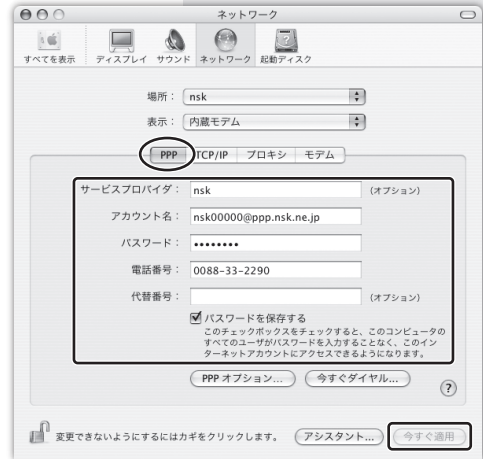 ネットワーク
すべてを表示 ディスプレイ サウンド ネットワーク 起動ディスク
場所： nsk
表示： 内蔵モデム
PPP TCP/IP プロキシ モデム
サービスプロバイダ： nsk (オプション)
アカウント名： nsk00000@ppp.nsk.ne.jp
パスワード： ••••••••
電話番号： 0088-33-2290
代替番号： (オプション)
パスワードを保存する
このチェックボックスをチェックすると、このコンピュータの
すべてのユーザがパスワードを入力することなく、このイン
ターネットアカウントにアクセスできるようになります。
PPP オプション... 今すぐダイヤル...
?
変更できないようにするにはカギをクリックします。 アシスタント... 今すぐ適用